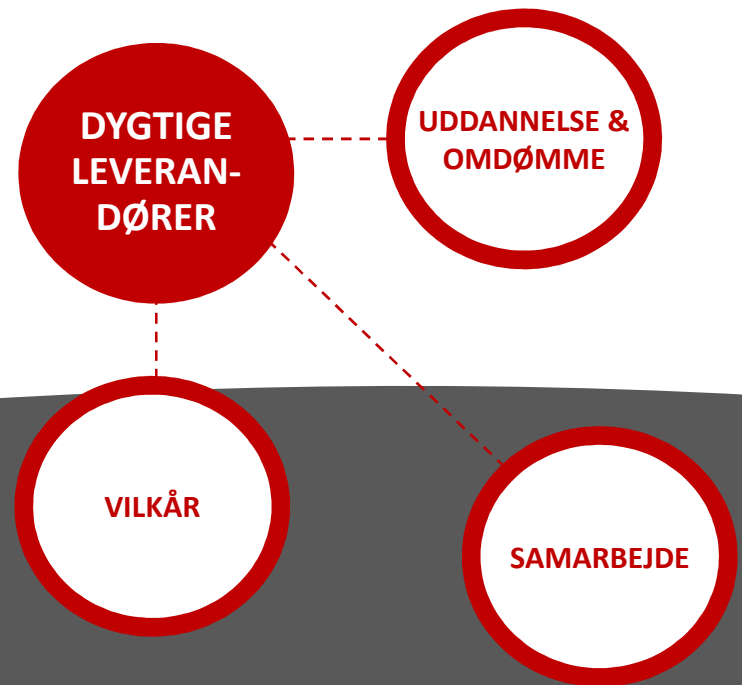 DYGTIGE
LEVERAN-
DØRER
UDDANNELSE &
OMDØMME
VILKÅR
SAMARBEJDE